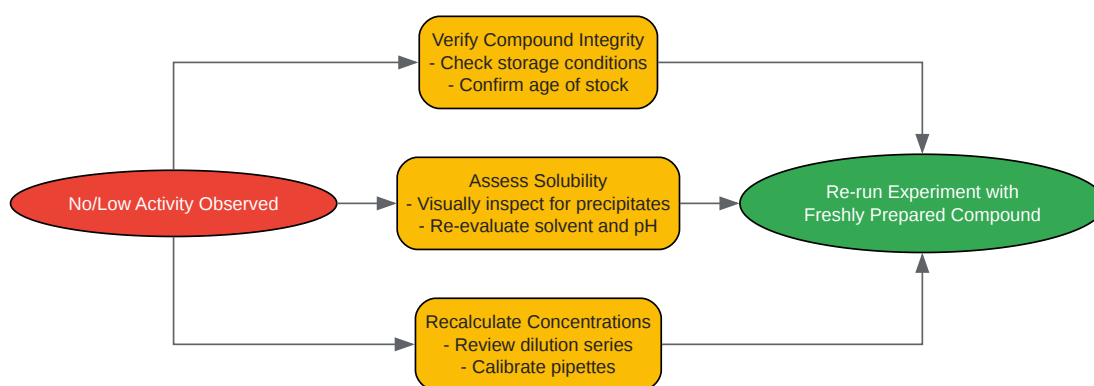 Verify Compound Integrity
- Check storage conditions
- Confirm age of stock
No/Low Activity Observed
Assess Solubility
- Visually inspect for precipitates
- Re-evaluate solvent and pH
Re-run Experiment with
Freshly Prepared Compound
Recalculate Concentrations
- Review dilution series
- Calibrate pipettes